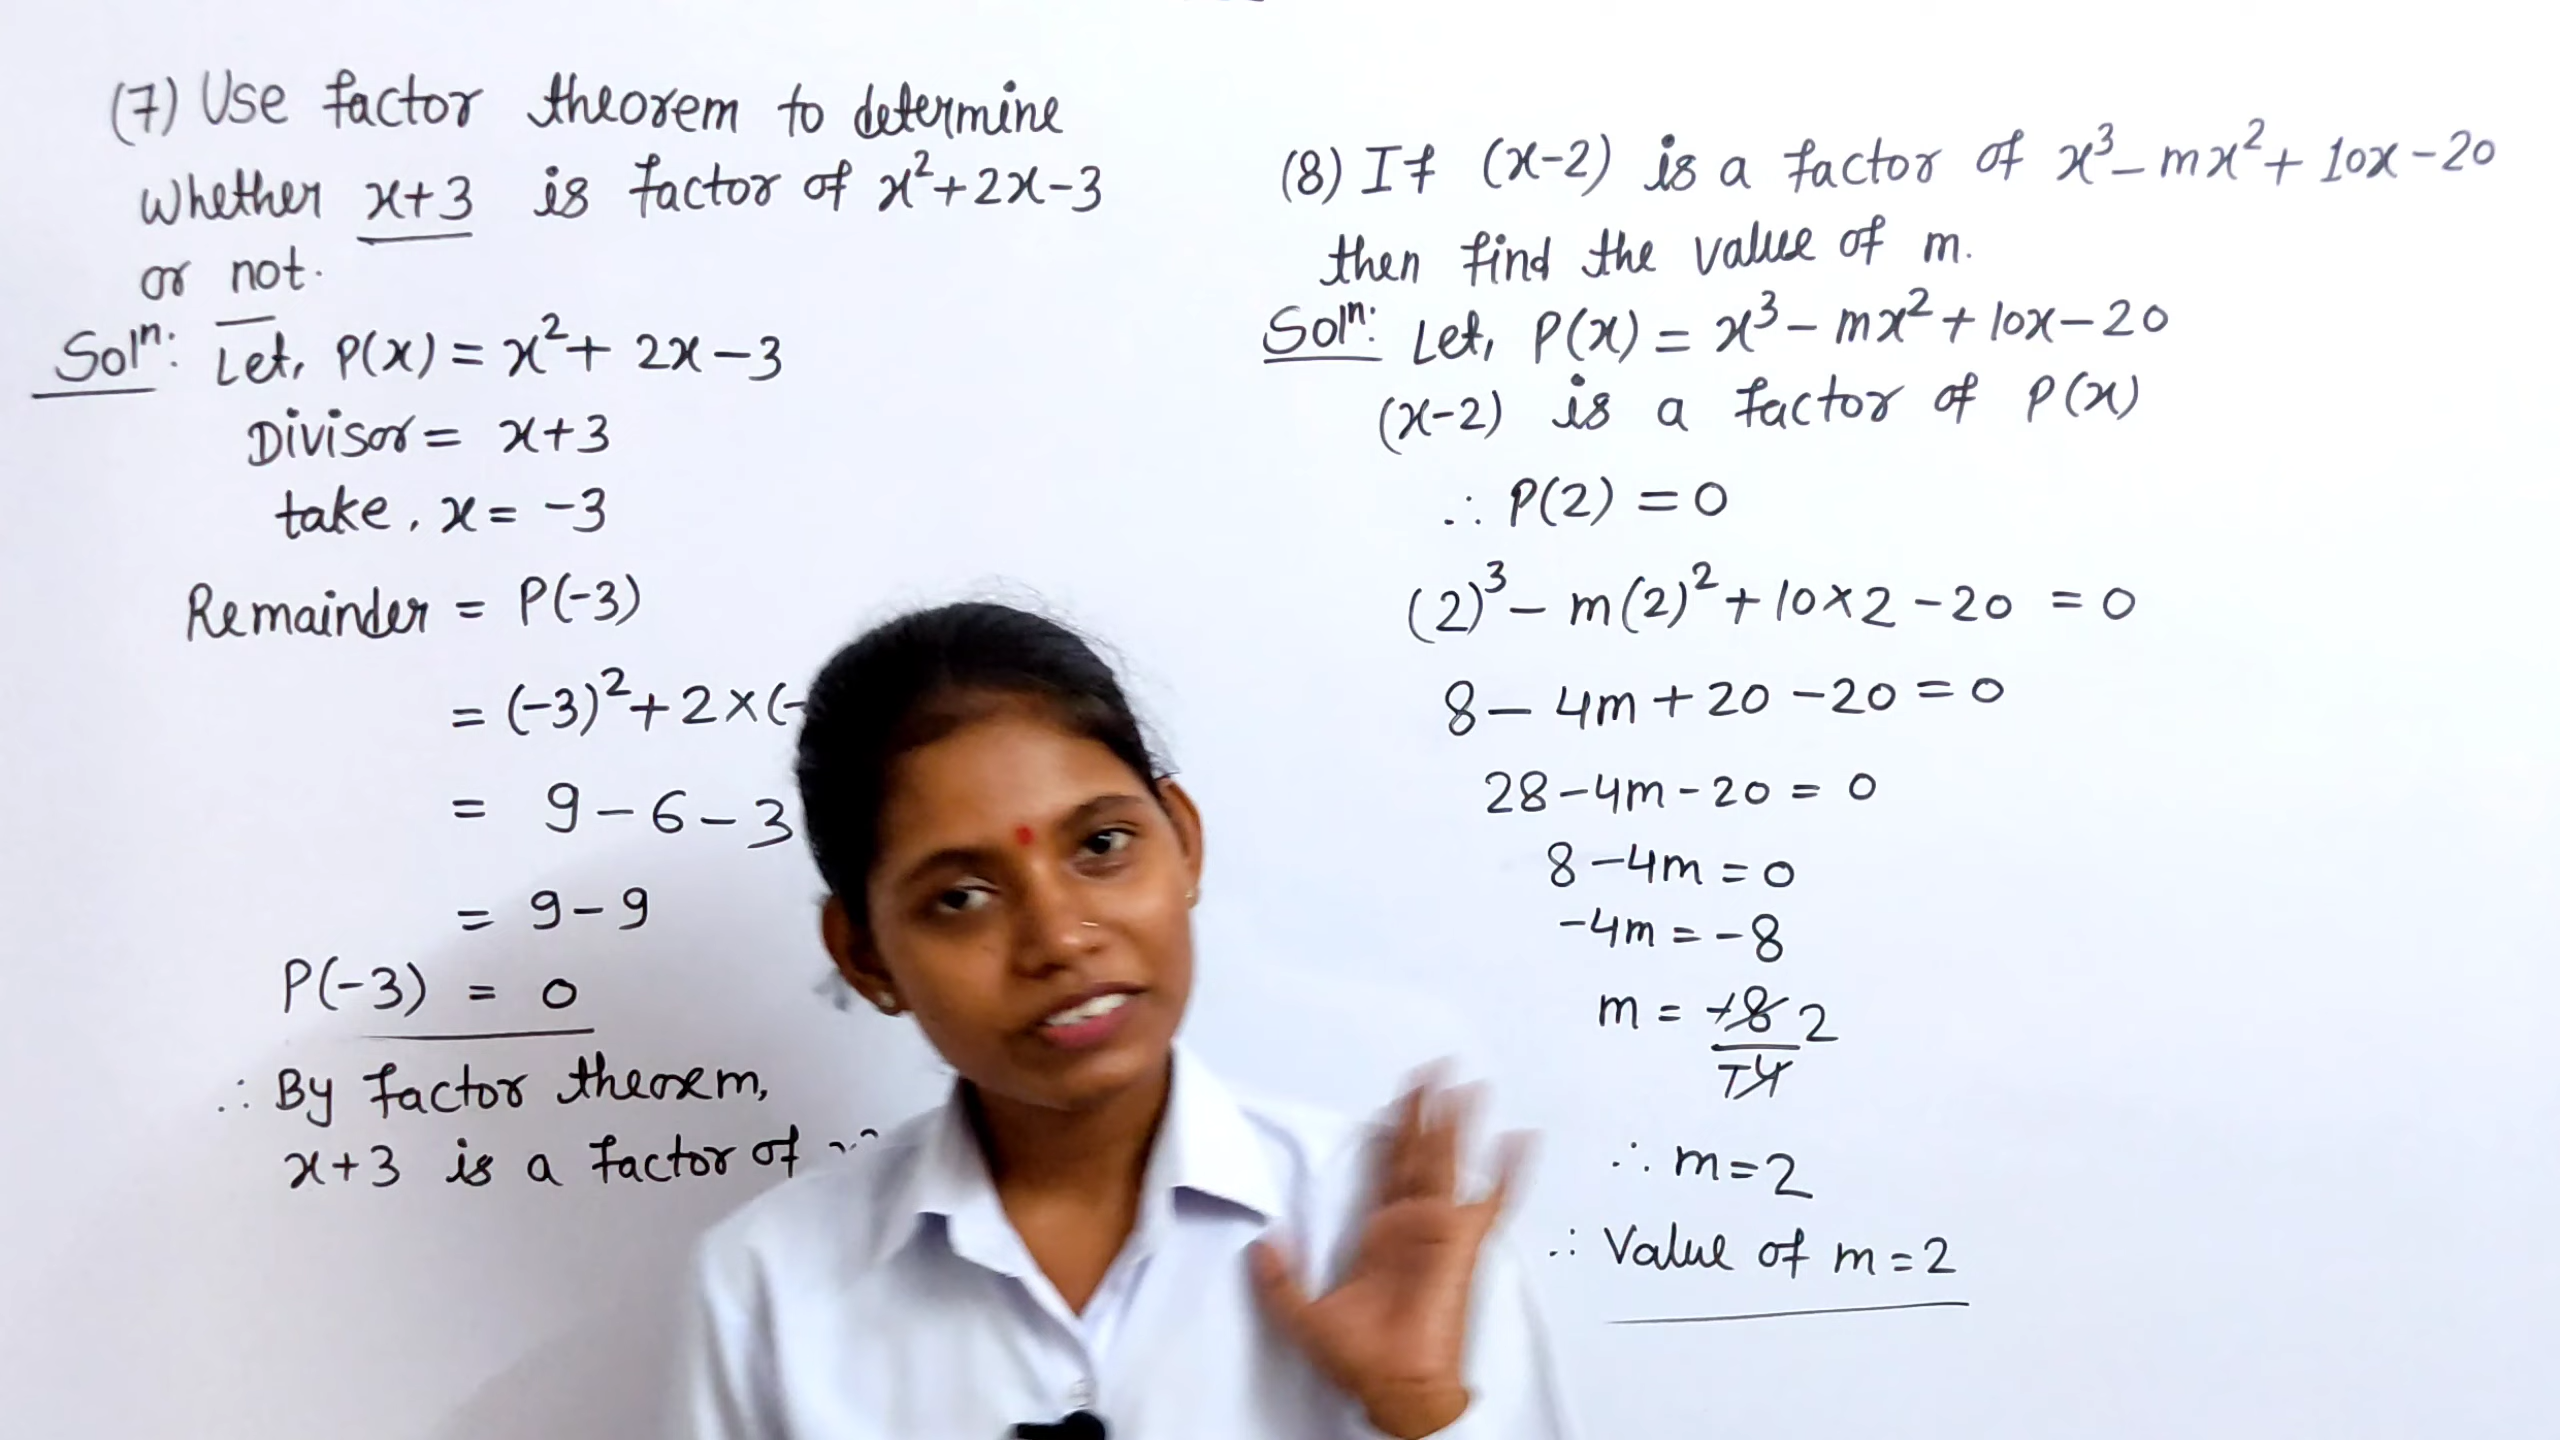 (7) Use factor theorem to determine
whether x+3 is factor of x²+2x-3
or not.
Solⁿ: Let, P(x) = x²+ 2x-3
Divisor = x+3
take, x = -3
Remainder = P(-3)
= (-3)²+2×(-
= 9-6-3
= 9-9
P(-3) = 0
∴ By factor theorem,
x+3 is a factor of
(8) If (x-2) is a factor of x³-mx²+10x-20
then find the value of m.
Solⁿ: Let, P(x) = x³-mx²+10x-20
(x-2) is a factor of P(x)
∴ P(2) = 0
(2)³- m(2)²+10×2-20 = 0
8- 4m+20-20 = 0
28-4m-20 = 0
8-4m = 0
-4m = -8
m = +8 2
/ +4
∴ m=2
∴ Value of m = 2